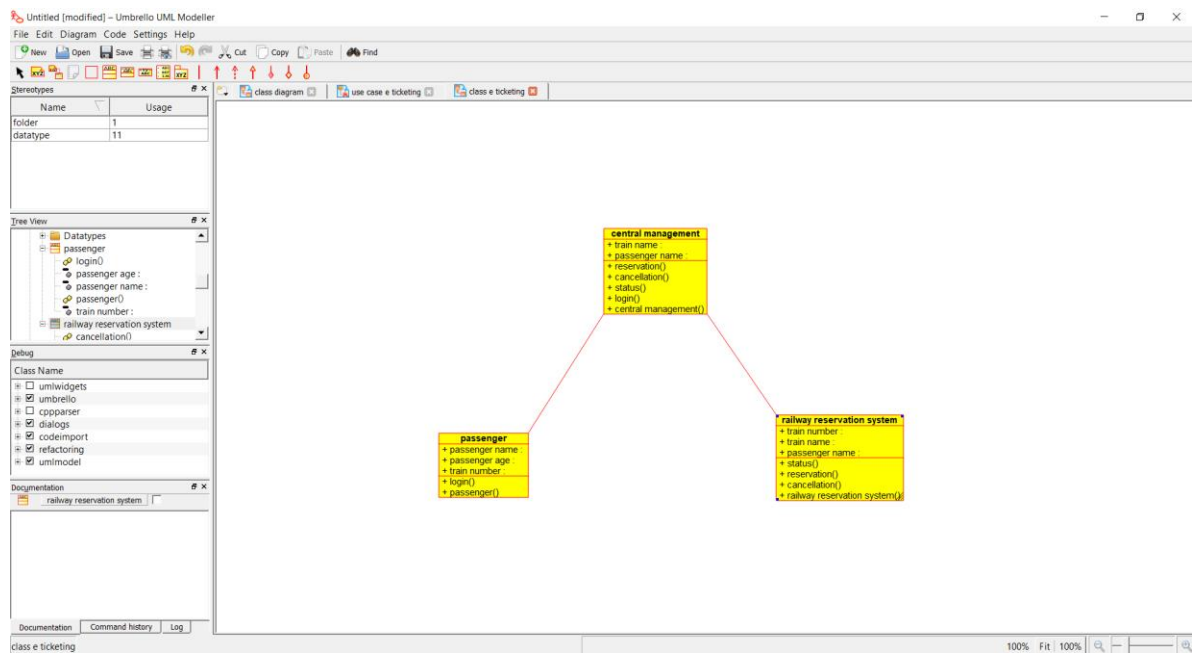 Untitled [modified] – Umbrello UML Modeller
File Edit Diagram Code Settings Help
New Open Save Cut Copy Paste Find
Stereotypes
class diagram use case e ticketing class e ticketing
Name Usage
folder 1
datatype 11
Tree View
Datatypes
passenger
login()
passenger age :
passenger name :
passenger()
train number :
railway reservation system
cancellation()
Debug
Class Name
umlwidgets
umbrello
cppparser
dialogs
codeimport
refactoring
umlmodel
Documentation
railway reservation system
Documentation Command history Log
central management
+ train name :
+ passenger name :
+ reservation()
+ cancellation()
+ status()
+ login()
+ central management()
passenger
+ passenger name :
+ passenger age :
+ train number :
+ login()
+ passenger()
railway reservation system
+ train number :
+ train name :
+ passenger name :
+ status()
+ reservation()
+ cancellation()
+ railway reservation system()
class e ticketing
100% Fit 100%